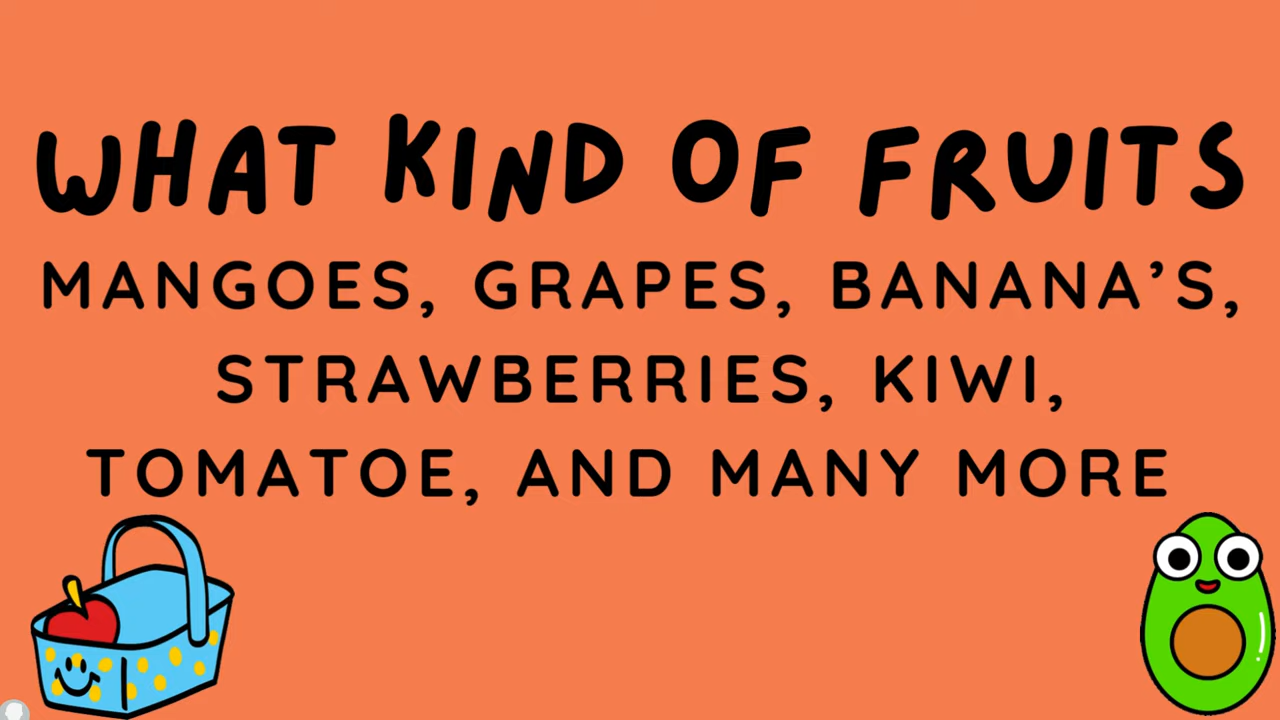 WHAT KIND OF FRUITS
MANGOES, GRAPES, BANANA’S,
STRAWBERRIES, KIWI,
TOMATOE, AND MANY MORE